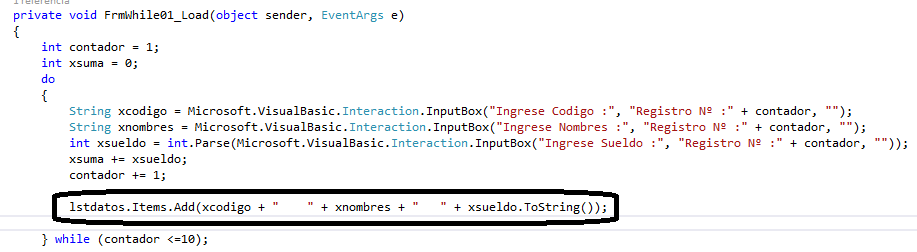 1 referencia
private void FrmWhile01_Load(object sender, EventArgs e)
{
int contador = 1;
int xsuma = 0;
do
{
String xcodigo = Microsoft.VisualBasic.Interaction.InputBox("Ingrese Codigo :", "Registro Nº :" + contador, "");
String xnombres = Microsoft.VisualBasic.Interaction.InputBox("Ingrese Nombres :", "Registro Nº :" + contador, "");
int xsueldo = int.Parse(Microsoft.VisualBasic.Interaction.InputBox("Ingrese Sueldo :", "Registro Nº :" + contador, ""));
xsuma += xsueldo;
contador += 1;
lstdatos.Items.Add(xcodigo + "    " + xnombres + "   " + xsueldo.ToString());
} while (contador <=10);